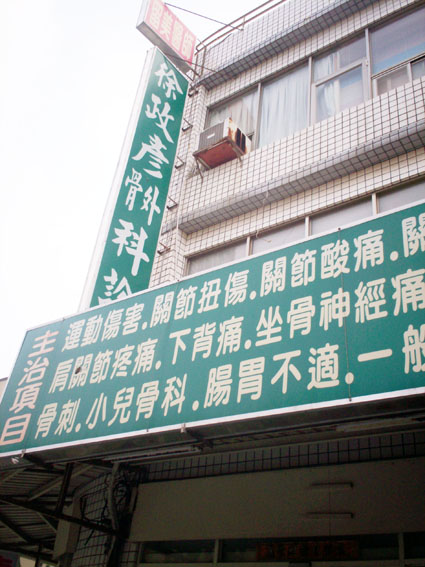 徐政彥骨外科診
主治項目
運動傷害.關節扭傷.關節酸痛.關
肩關節疼痛.下背痛.坐骨神經痛
骨刺.小兒骨科.腸胃不適.一般